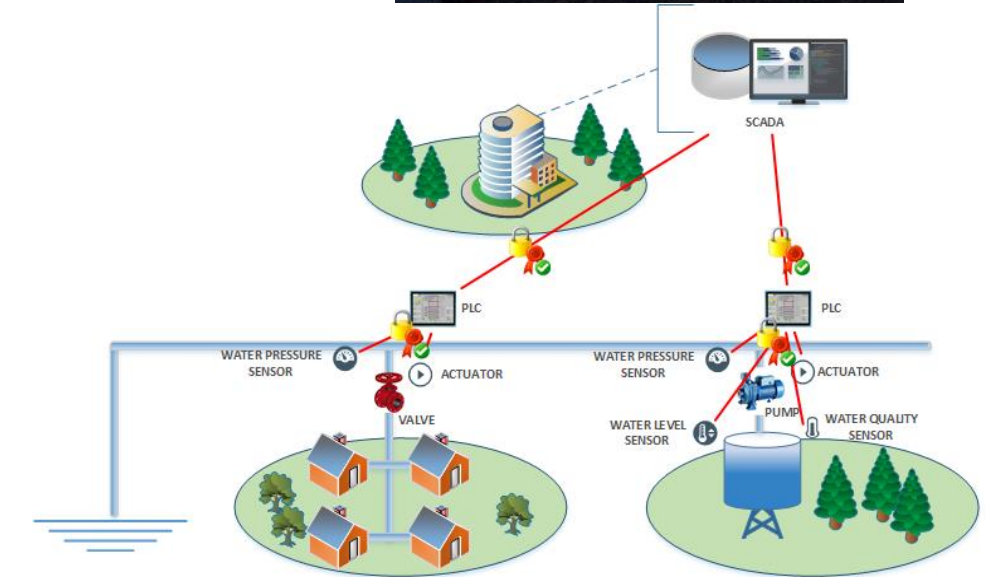 SCADA
PLC
PLC
WATER PRESSURE
SENSOR
ACTUATOR
VALVE
WATER PRESSURE
SENSOR
ACTUATOR
PUMP
WATER LEVEL
SENSOR
WATER QUALITY
SENSOR